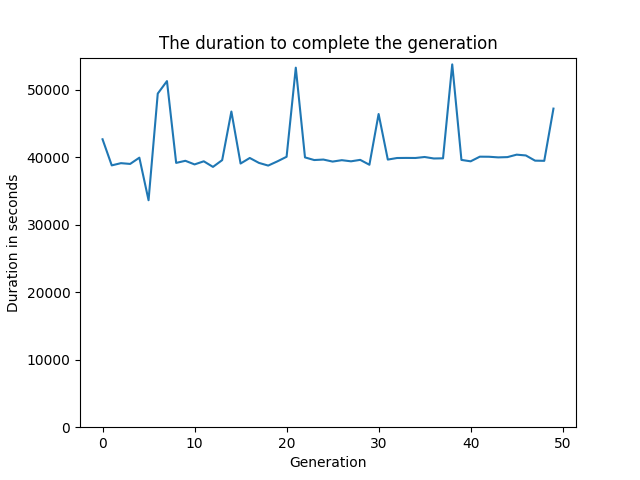 The duration to complete the generation
50000
40000
30000
20000
10000
0
Duration in seconds
0 10 20 30 40 50
Generation